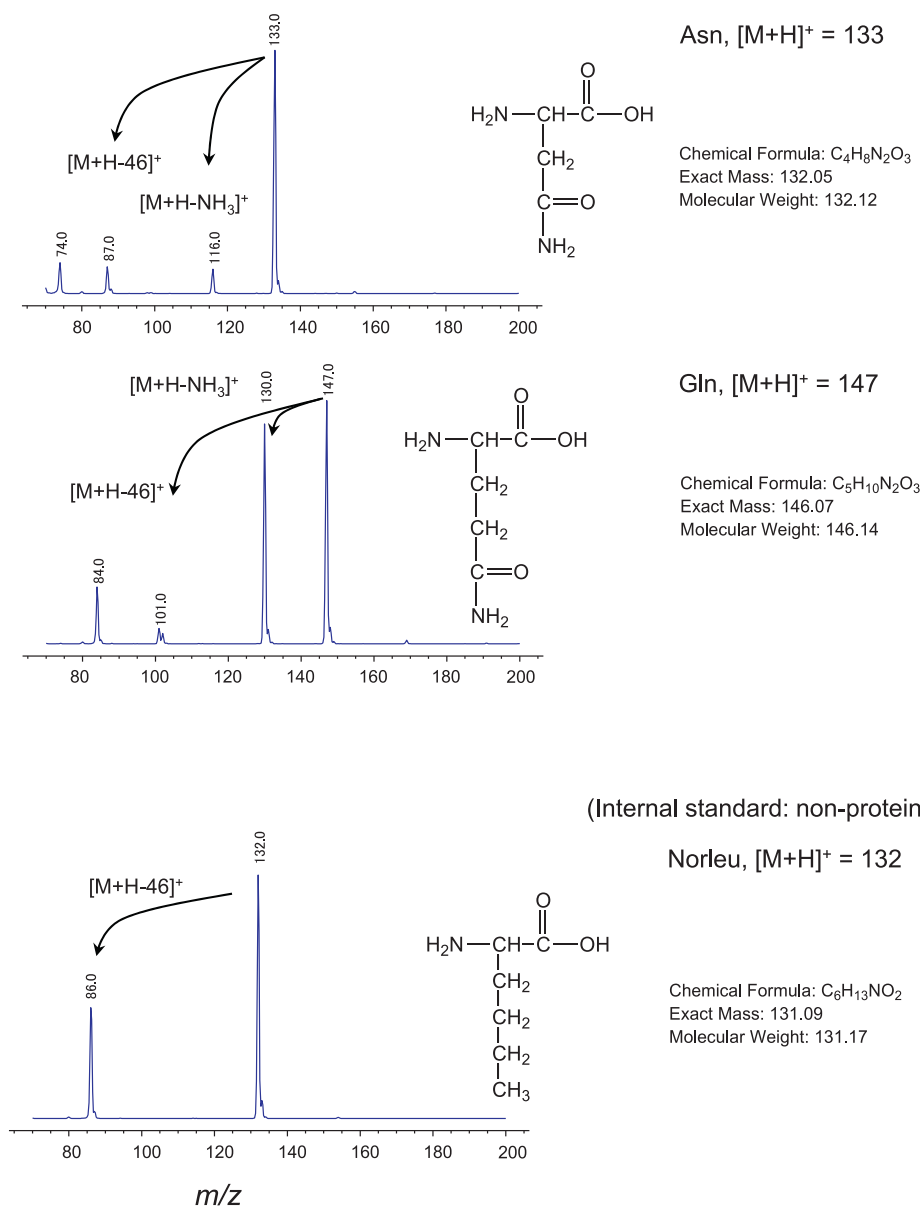 Asn, [M+H]⁺ = 133
133.0
[M+H-46]⁺
[M+H-NH₃]⁺
74.0
87.0
116.0
80 100 120 140 160 180 200
O
H₂N—CH—C—OH
CH₂
C=O
NH₂
Chemical Formula: C₄H₈N₂O₃
Exact Mass: 132.05
Molecular Weight: 132.12
Gln, [M+H]⁺ = 147
[M+H-NH₃]⁺
130.0
147.0
[M+H-46]⁺
84.0
101.0
80 100 120 140 160 180 200
O
H₂N—CH—C—OH
CH₂
CH₂
C=O
NH₂
Chemical Formula: C₅H₁₀N₂O₃
Exact Mass: 146.07
Molecular Weight: 146.14
(Internal standard: non-protein
Norleu, [M+H]⁺ = 132
132.0
[M+H-46]⁺
86.0
80 100 120 140 160 180 200
m/z
O
H₂N—CH—C—OH
CH₂
CH₂
CH₂
CH₃
Chemical Formula: C₆H₁₃NO₂
Exact Mass: 131.09
Molecular Weight: 131.17